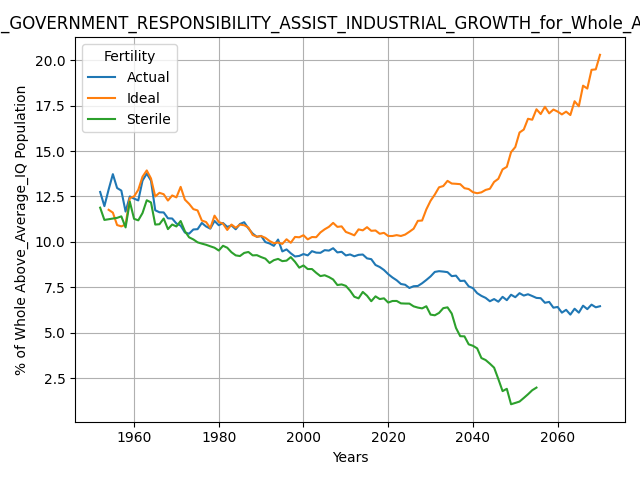 _GOVERNMENT_RESPONSIBILITY_ASSIST_INDUSTRIAL_GROWTH_for_Whole_A
Fertility
Actual
Ideal
Sterile
20.0
17.5
15.0
12.5
10.0
7.5
5.0
2.5
% of Whole Above_Average_IQ Population
1960 1980 2000 2020 2040 2060
Years